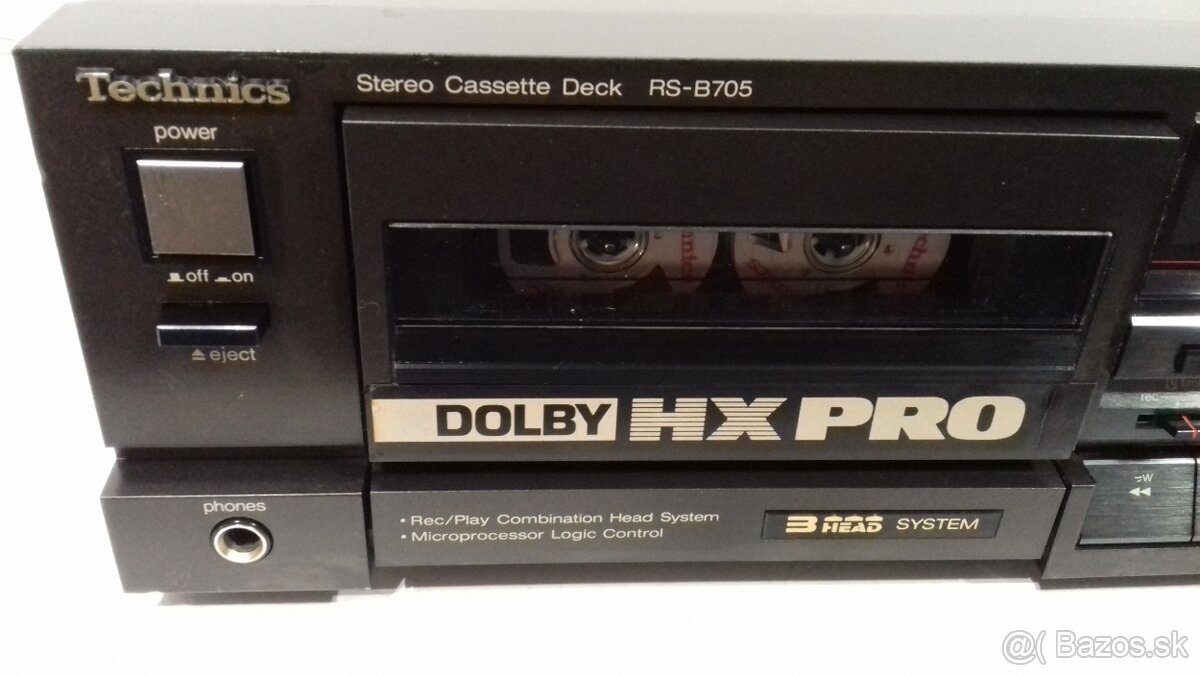 Technics
Stereo Cassette Deck RS-B705
power
off on
eject
DOLBY HX PRO
rec
phones
• Rec/Play Combination Head System
• Microprocessor Logic Control
3 HEAD SYSTEM
@( Bazos.sk